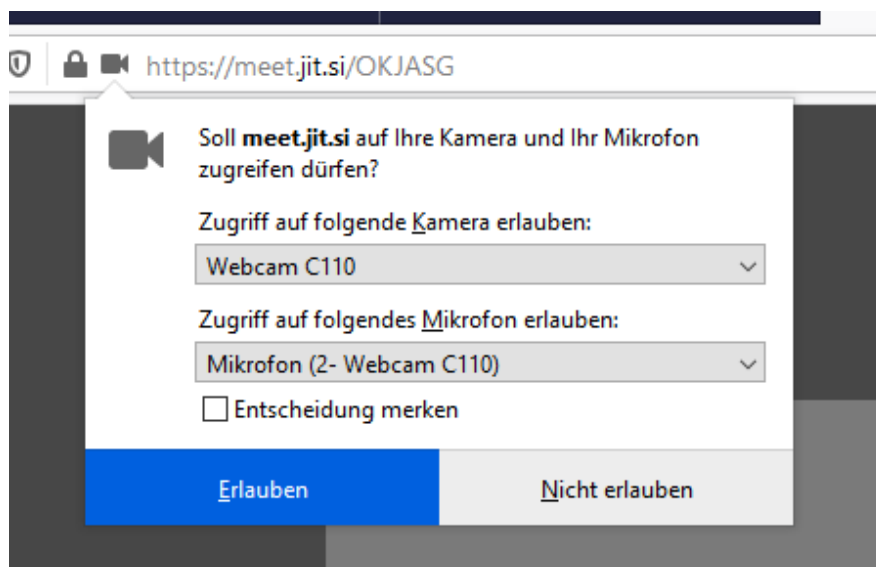 https://meet.jit.si/OKJASG
Soll meet.jit.si auf Ihre Kamera und Ihr Mikrofon
zugreifen dürfen?
Zugriff auf folgende Kamera erlauben:
Webcam C110
Zugriff auf folgendes Mikrofon erlauben:
Mikrofon (2- Webcam C110)
Entscheidung merken
Erlauben
Nicht erlauben